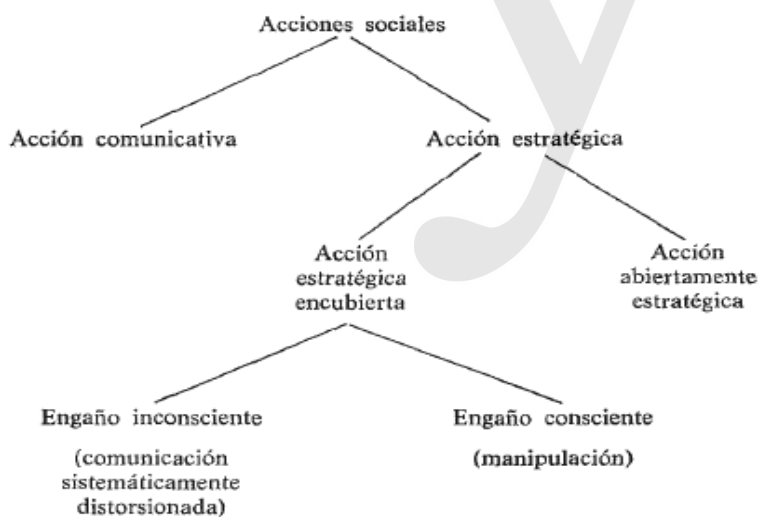 Acciones sociales
Acción comunicativa
Acción estratégica
Acción
estratégica
encubierta
Acción
abiertamente
estratégica
Engaño inconsciente
(comunicación
sistemáticamente
distorsionada)
Engaño consciente
(manipulación)